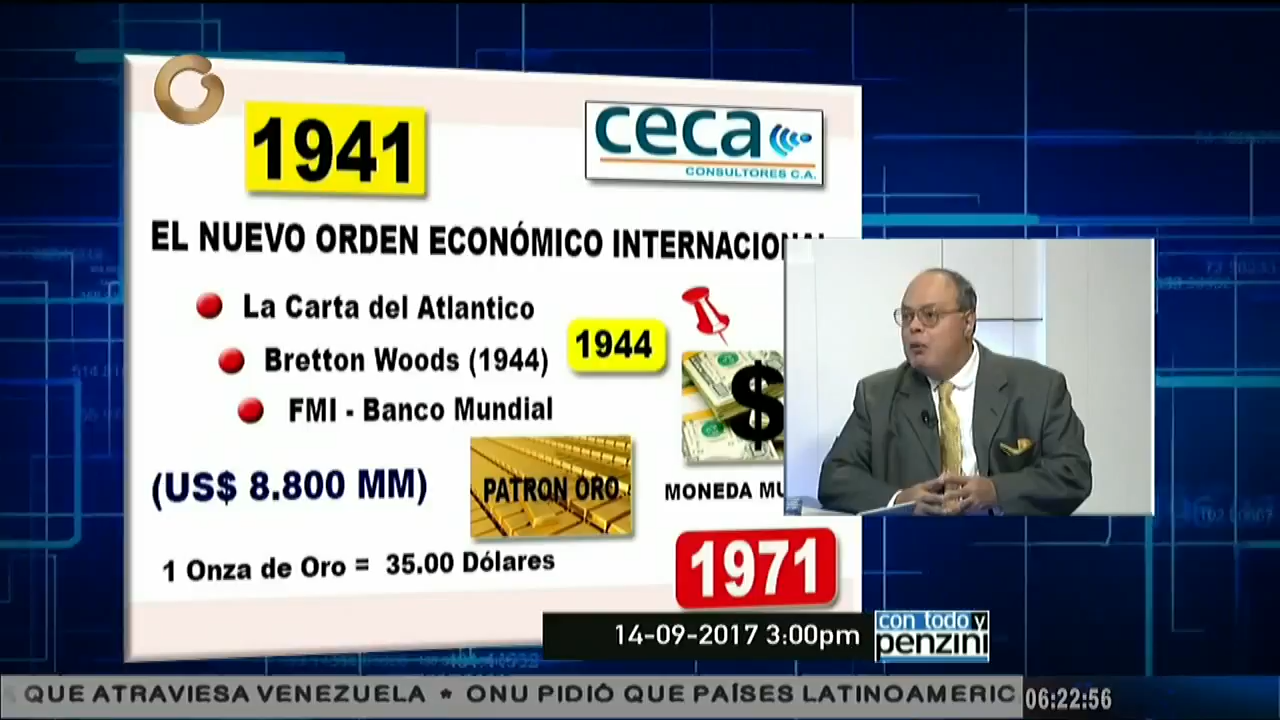 1941
ceca
CONSULTORES C.A.
EL NUEVO ORDEN ECONÓMICO INTERNACIONAL
La Carta del Atlantico
Bretton Woods (1944)
1944
FMI - Banco Mundial
$
(US$ 8.800 MM)
PATRON ORO
MONEDA MU
1 Onza de Oro = 35.00 Dólares
1971
14-09-2017 3:00pm
con todo y
penzini
QUE ATRAVIESA VENEZUELA * ONU PIDIÓ QUE PAÍSES LATINOAMERIC
06:22:56